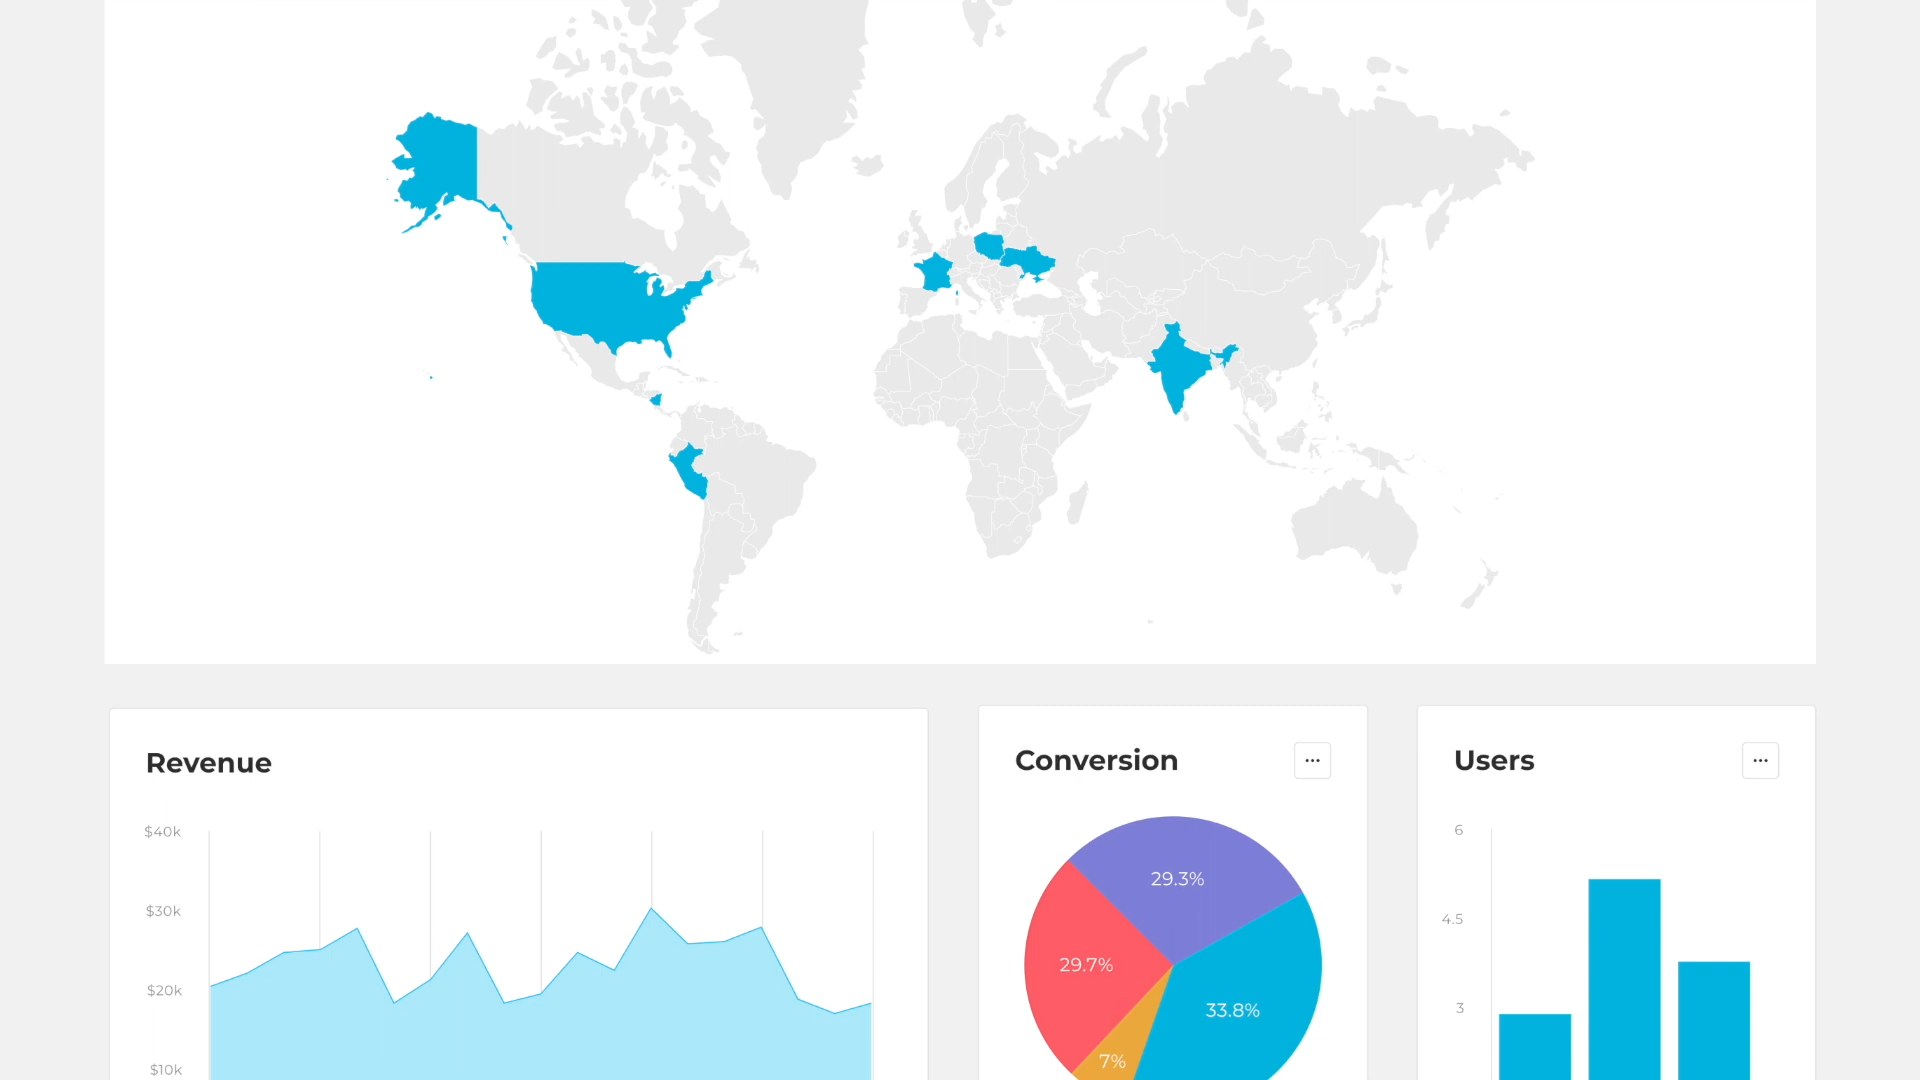 Revenue
$40k
$30k
$20k
$10k
Conversion
...
29.3%
29.7%
33.8%
7%
Users
...
6
4.5
3